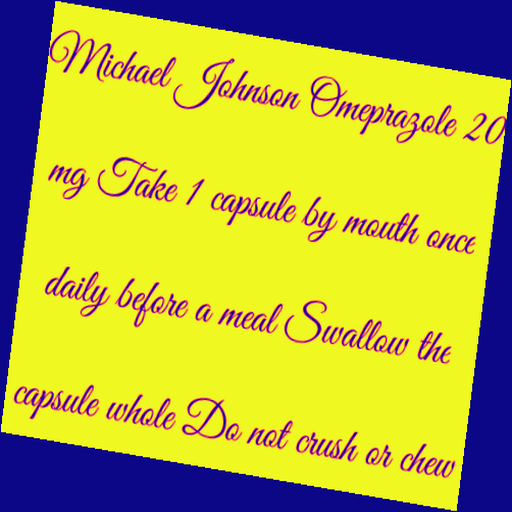 Michael Johnson Omeprazole 20
mg Take 1 capsule by mouth once
daily before a meal Swallow the
capsule whole Do not crush or chew